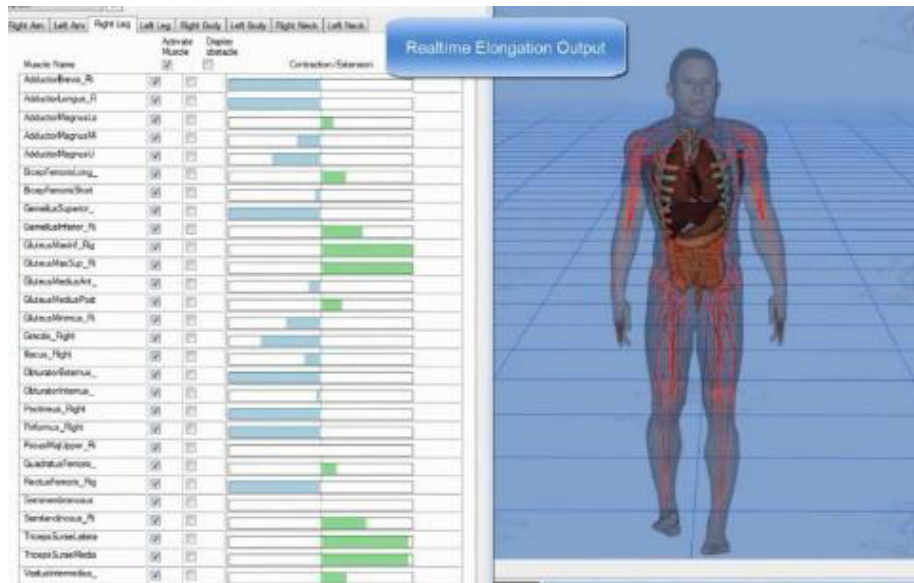 Right Arm Left Arm Right Leg Left Leg Right Body Left Body Right Neck Left Neck
Realtime Elongation Output
Activate Muscle
Display obstacle
Muscle Name
Contraction/Extension
AdductorBrevis_Ri
AdductorLongus_R
AdductorMagnusLo
AdductorMagnusMi
AdductorMagnusU
BicepFemorisLong_
BicepFemorisShort
GemellusSuperior_
GemellusInferior_Ri
GluteusMaxInf_Rig
GluteusMaxSup_Ri
GluteusMediusAnt_
GluteusMediusPost
GluteusMinimus_Ri
Gracilis_Right
Iliacus_Right
ObturatorExternus_
ObturatorInternus_
Pectineus_Right
Piriformus_Right
PsoasMajUpper_Ri
QuadratusFemoris_
RectusFemoris_Rig
Semimembranosus
Semitendinosus_Ri
TricepsSuraeLatera
TricepsSuraeMedia
VastusIntermedius_